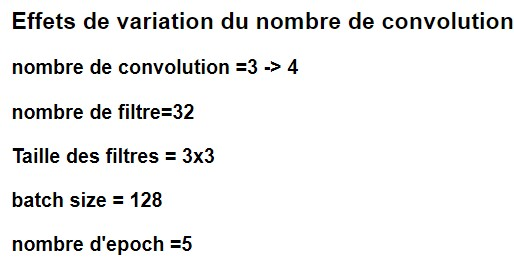 Effets de variation du nombre de convolution
nombre de convolution =3 -> 4
nombre de filtre=32
Taille des filtres = 3x3
batch size = 128
nombre d'epoch =5